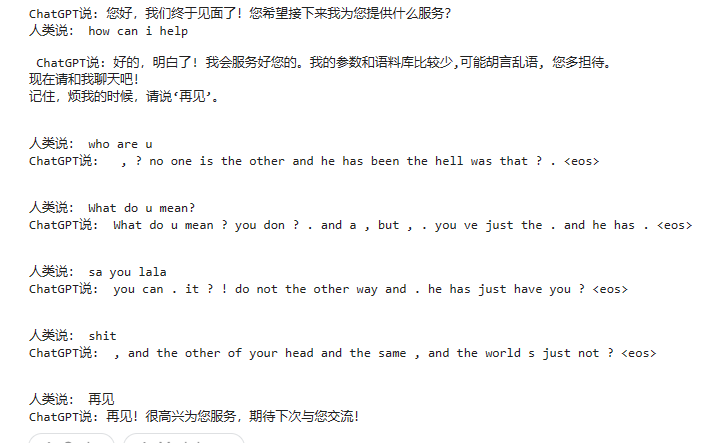 ChatGPT说: 您好, 我们终于见面了! 您希望接下来我为您提供什么服务?
人类说: how can i help
ChatGPT说: 好的, 明白了! 我会服务好您的。我的参数和语料库比较少,可能胡言乱语, 您多担待。
现在请和我聊天吧!
记住, 烦我的时候, 请说‘再见’。
人类说: who are u
ChatGPT说: , ? no one is the other and he has been the hell was that ? . <eos>
人类说: What do u mean?
ChatGPT说: What do u mean ? you don ? . and a , but , . you ve just the . and he has . <eos>
人类说: sa you lala
ChatGPT说: you can . it ? ! do not the other way and . he has just have you ? <eos>
人类说: shit
ChatGPT说: , and the other of your head and the same , and the world s just not ? <eos>
人类说: 再见
ChatGPT说: 再见! 很高兴为您服务, 期待下次与您交流!